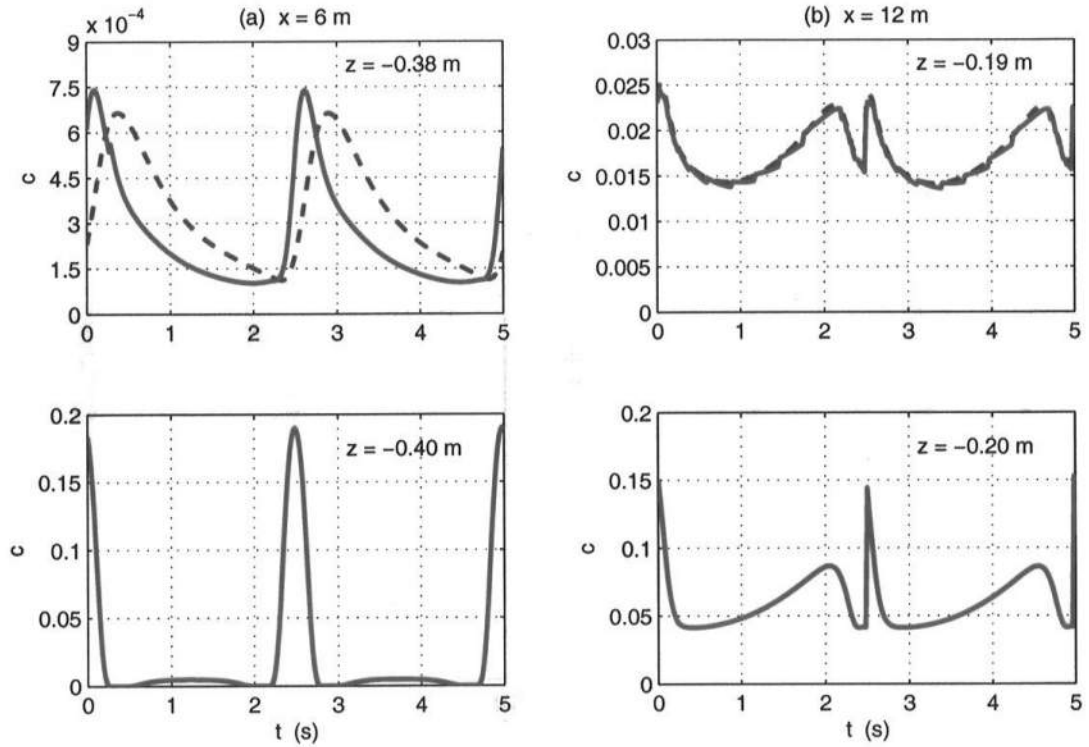 (a) x = 6 m
x 10⁻⁴
9
7.5
6
4.5
3
1.5
0
c
z = −0.38 m
0 1 2 3 4 5
(b) x = 12 m
0.03
0.025
0.02
0.015
0.01
0.005
0
c
z = −0.19 m
0 1 2 3 4 5
0.2
0.15
0.1
0.05
0
c
z = −0.40 m
0 1 2 3 4 5
t (s)
0.2
0.15
0.1
0.05
0
c
z = −0.20 m
0 1 2 3 4 5
t (s)